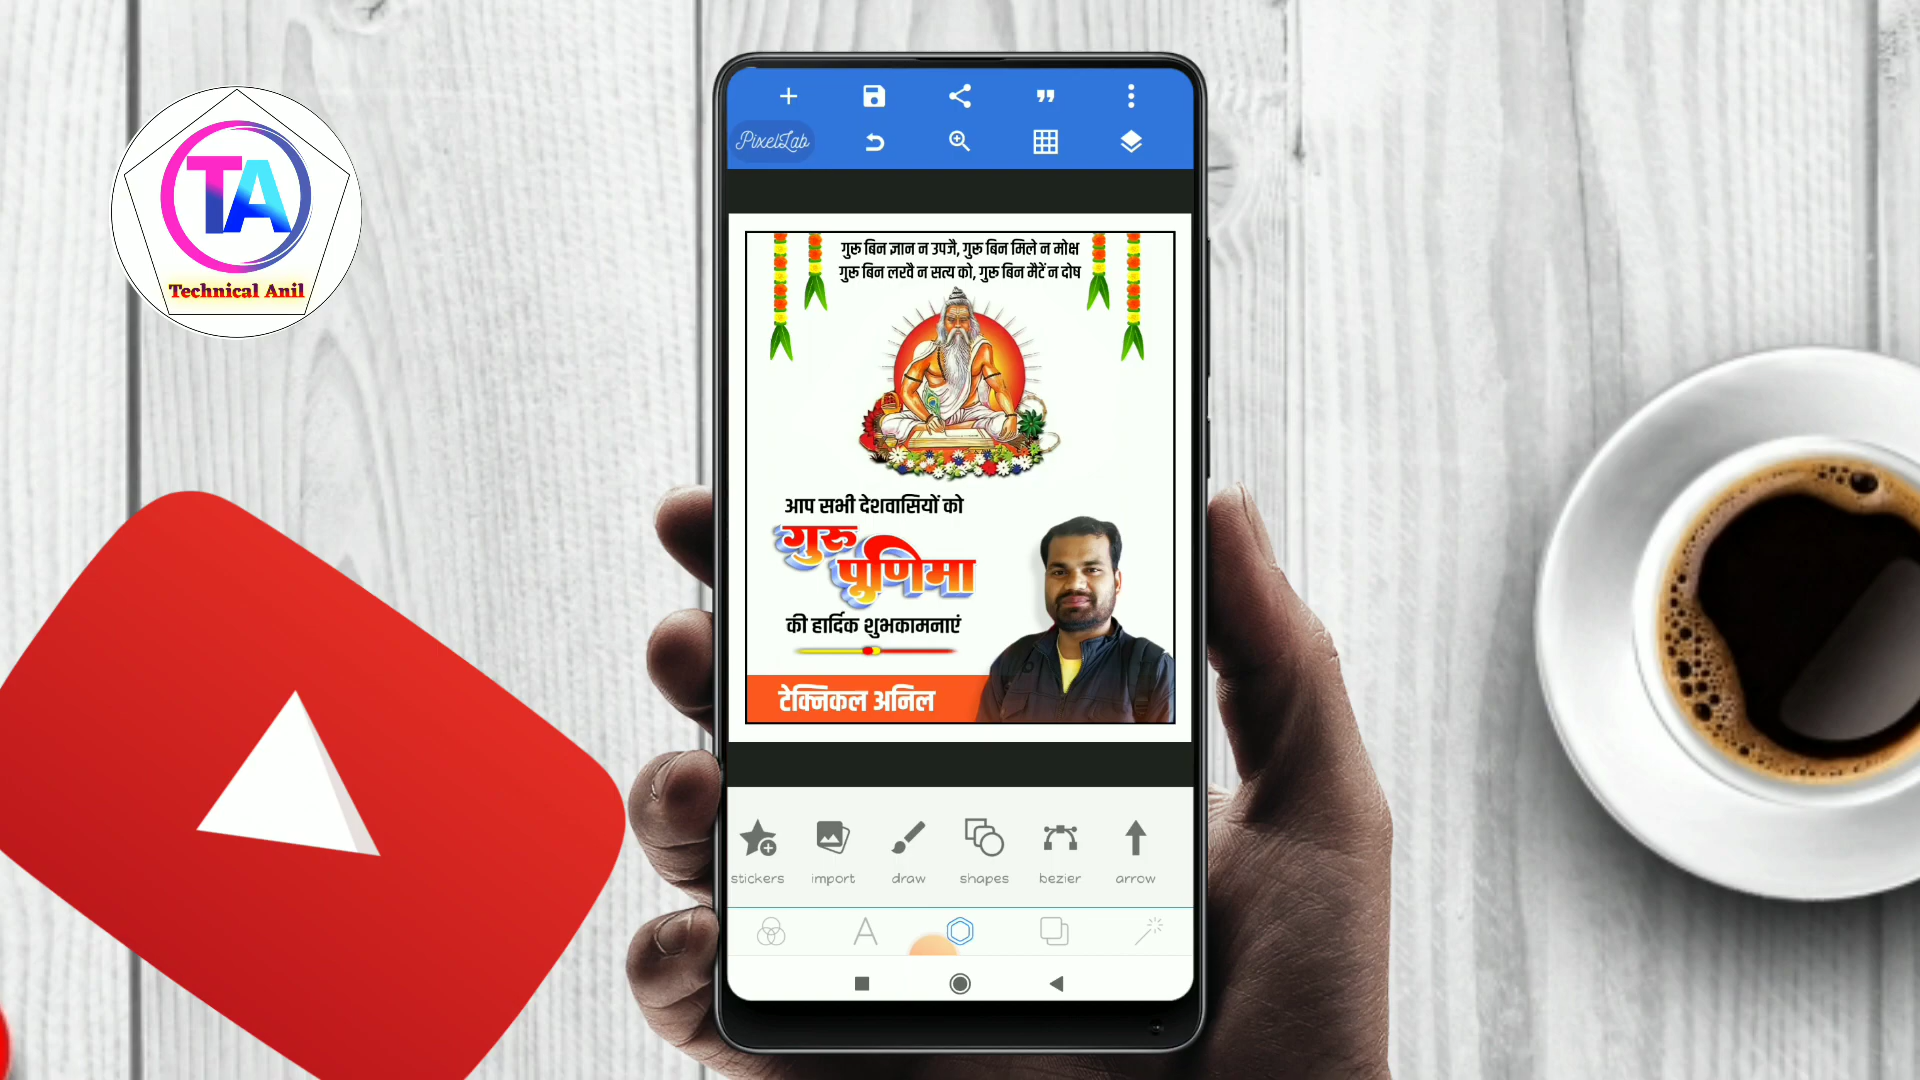 TA
Technical Anil
PixelLab
गुरू बिन ज्ञान न उपजै, गुरू बिन मिले न मोक्ष
गुरू बिन लखै न सत्य को, गुरू बिन मैटें न दोष
आप सभी देशवासियों को
गुरु
पूर्णिमा
की हार्दिक शुभकामनाएं
टेक्निकल अनिल
stickers import draw shapes bezier arrow